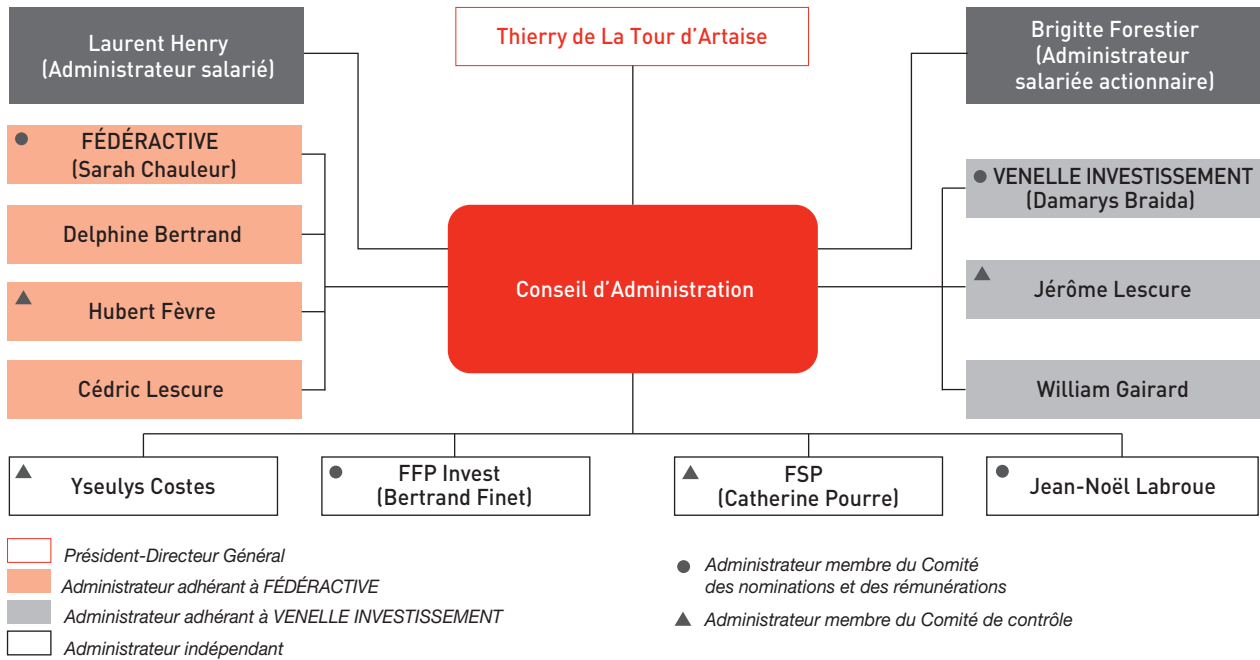 Laurent Henry
(Administrateur salarié)
Thierry de La Tour d'Artaise
Brigitte Forestier
(Administrateur
salariée actionnaire)
FÉDÉRACTIVE
(Sarah Chauleur)
Delphine Bertrand
Hubert Fèvre
Cédric Lescure
Conseil d'Administration
VENELLE INVESTISSEMENT
(Damarys Braida)
Jérôme Lescure
William Gairard
Yseulys Costes
FFP Invest
(Bertrand Finet)
FSP
(Catherine Pourre)
Jean-Noël Labroue
Président-Directeur Général
Administrateur adhérant à FÉDÉRACTIVE
Administrateur adhérant à VENELLE INVESTISSEMENT
Administrateur indépendant
Administrateur membre du Comité
des nominations et des rémunérations
Administrateur membre du Comité de contrôle